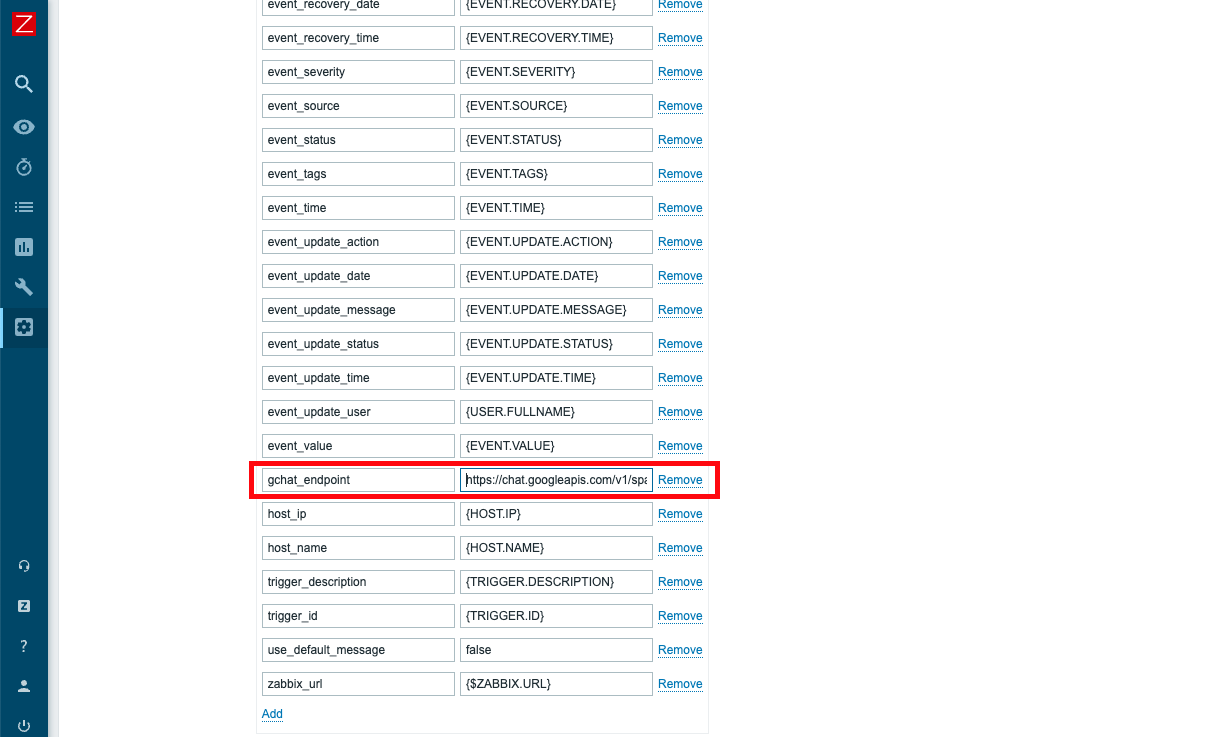 event_recovery_date {EVENT.RECOVERY.DATE} Remove
Z
event_recovery_time {EVENT.RECOVERY.TIME} Remove
event_severity {EVENT.SEVERITY} Remove
event_source {EVENT.SOURCE} Remove
event_status {EVENT.STATUS} Remove
event_tags {EVENT.TAGS} Remove
event_time {EVENT.TIME} Remove
event_update_action {EVENT.UPDATE.ACTION} Remove
event_update_date {EVENT.UPDATE.DATE} Remove
event_update_message {EVENT.UPDATE.MESSAGE} Remove
event_update_status {EVENT.UPDATE.STATUS} Remove
event_update_time {EVENT.UPDATE.TIME} Remove
event_update_user {USER.FULLNAME} Remove
event_value {EVENT.VALUE} Remove
gchat_endpoint https://chat.googleapis.com/v1/spa Remove
host_ip {HOST.IP} Remove
host_name {HOST.NAME} Remove
trigger_description {TRIGGER.DESCRIPTION} Remove
Z
trigger_id {TRIGGER.ID} Remove
? use_default_message false Remove
zabbix_url {$ZABBIX.URL} Remove
Add